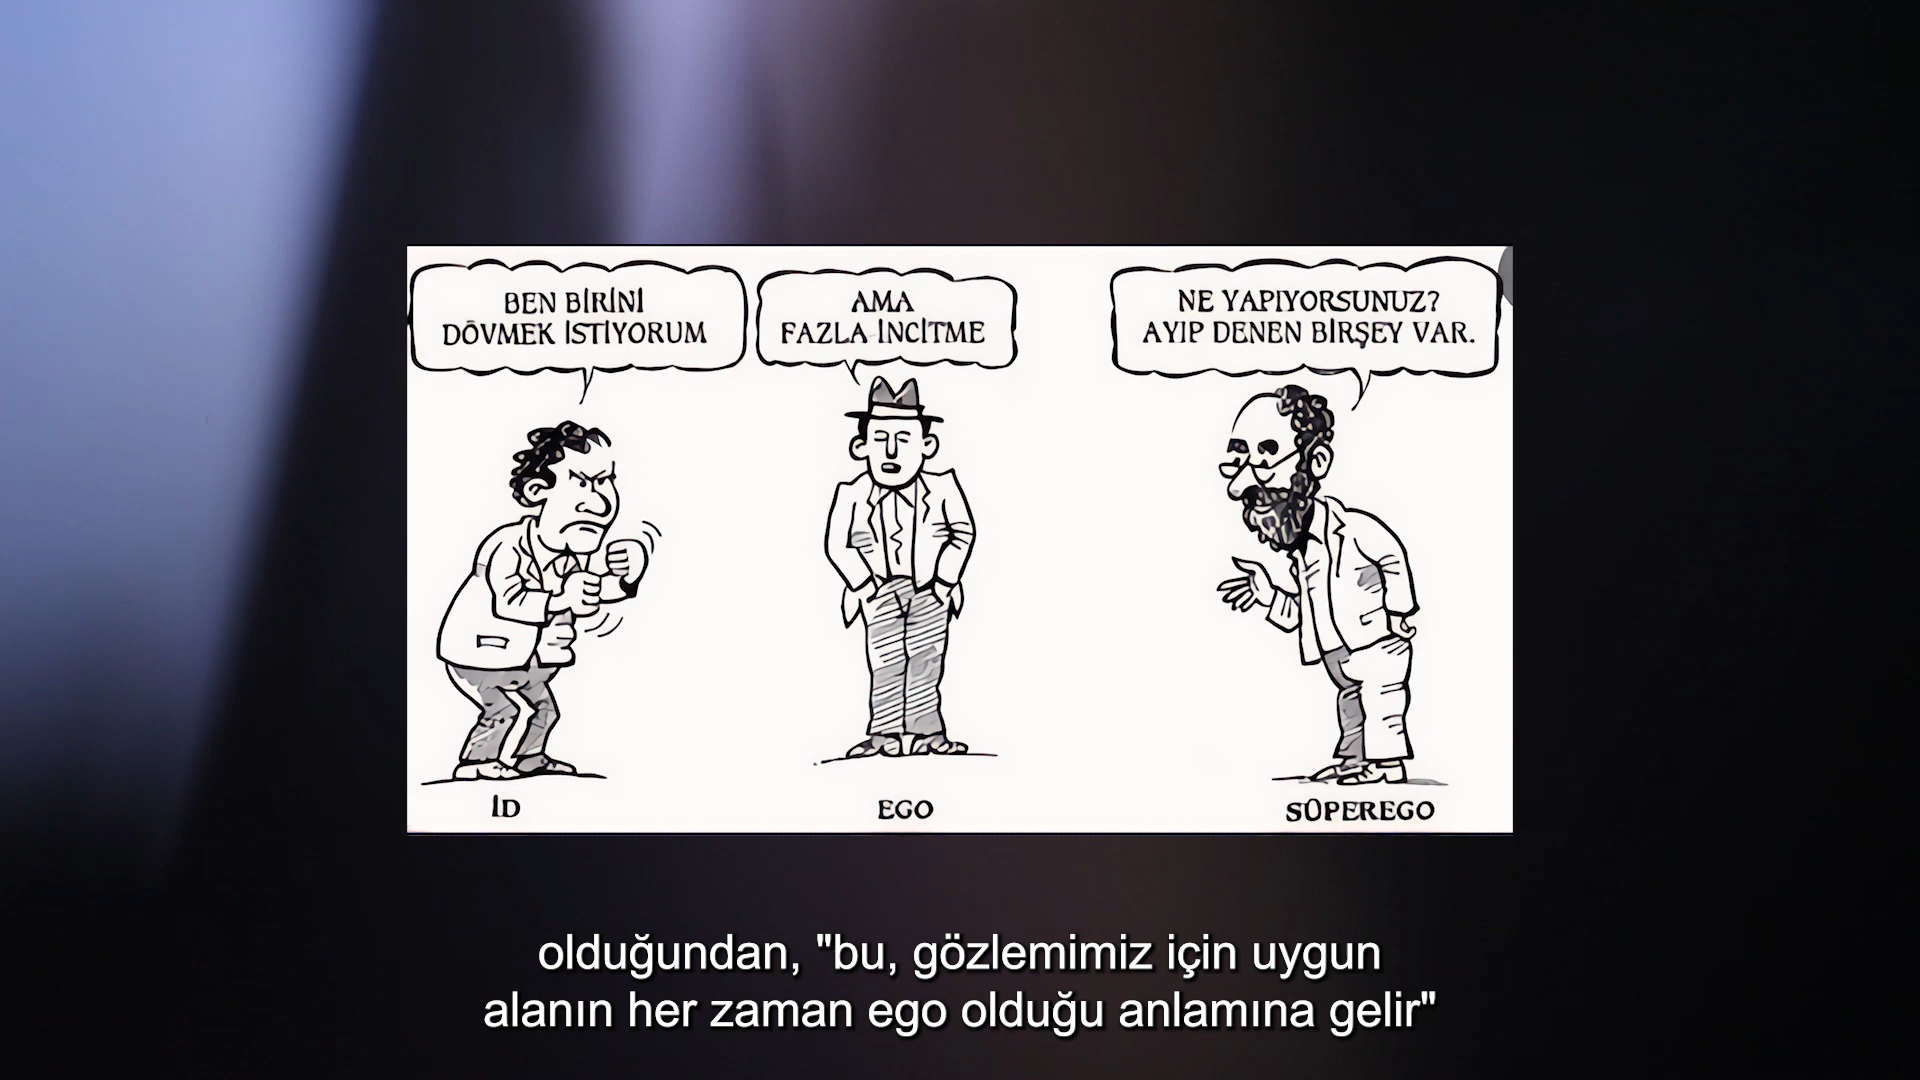 BEN BİRİNİ
DÖVMEK İSTİYORUM
AMA
FAZLA İNCİTME
NE YAPIYORSUNUZ?
AYIP DENEN BİRŞEY VAR.
İD
EGO
SÜPEREGO
olduğundan, "bu, gözlemimiz için uygun
alanın her zaman ego olduğu anlamına gelir"